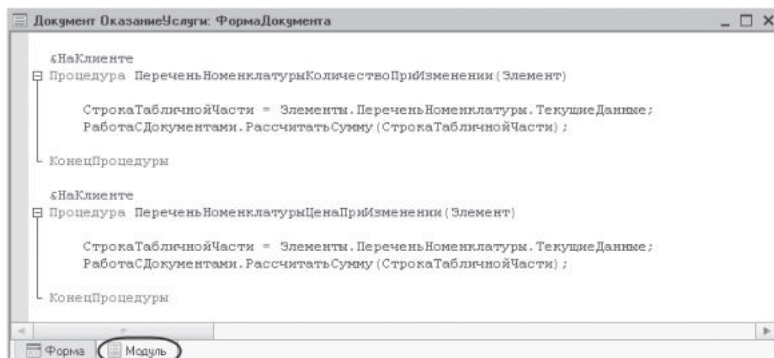 Документ ОказаниеУслуги: ФормаДокумента
&НаКлиенте
Процедура ПереченьНоменклатурыКоличествоПриИзменении(Элемент)
СтрокаТабличнойЧасти = Элементы.ПереченьНоменклатуры.ТекущиеДанные;
РаботаСДокументами.РассчитатьСумму(СтрокаТабличнойЧасти);
КонецПроцедуры
&НаКлиенте
Процедура ПереченьНоменклатурыЦенаПриИзменении(Элемент)
СтрокаТабличнойЧасти = Элементы.ПереченьНоменклатуры.ТекущиеДанные;
РаботаСДокументами.РассчитатьСумму(СтрокаТабличнойЧасти);
КонецПроцедуры
Форма Модуль